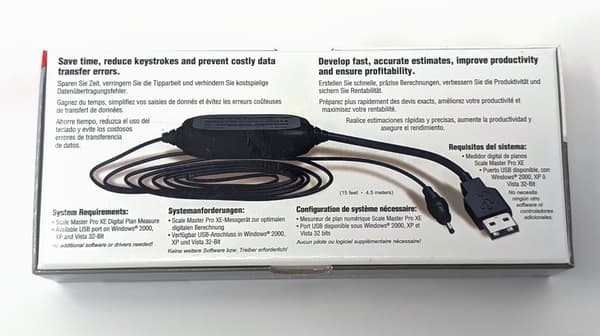 Save time, reduce keystrokes and prevent costly data
transfer errors.
Sparen Sie Zeit, verringern Sie die Tipparbeit und verhindern Sie kostspielige
Datenübertragungsfehler.
Gagnez du temps, simplifiez vos saisies de donnés et évitez les erreurs coûteuses
de transfert de données.
Ahorre tiempo, reduzca el uso del
teclado y evite los costosos
errores de transferencia
de datos.
Develop fast, accurate estimates, improve productivity
and ensure profitability.
Erstellen Sie schnelle, präzise Berechnungen, verbessern Sie die Produktivität und
sichern Sie Rentabilität.
Préparez plus rapidement des devis exacts, améliorez votre productivité et
maximisez votre rentabilité.
Realice estimaciones rápidas y precisas, aumente la productividad y
asegure el rendimiento.
Requisitos del sistema:
• Medidor digital de planos
Scale Master Pro XE
• Puerto USB disponible, con
Windows® 2000, XP ó
Vista 32-Bit
No necesita
ningún otro
software ni
controladores
adicionales.
(15 feet • 4.5 meters)
System Requirements:
• Scale Master Pro XE Digital Plan Measure
• Available USB port on Windows® 2000,
XP and Vista 32-Bit
no additional software or drivers needed!
Systemanforderungen:
• Scale Master Pro XE-Messgerät zur optimalen
digitalen Berechnung
• Verfügbar USB-Anschluss in Windows® 2000,
XP und Vista 32-Bit
Keine weitere Software bzw. Treiber erforderlich!
Configuration de système nécessaire:
• Mesureur de plan numérique Scale Master Pro XE
• Port USB disponible sous Windows® 2000, XP et
Vista 32 bits
Aucun pilote ou logiciel supplémentaire nécessaire!